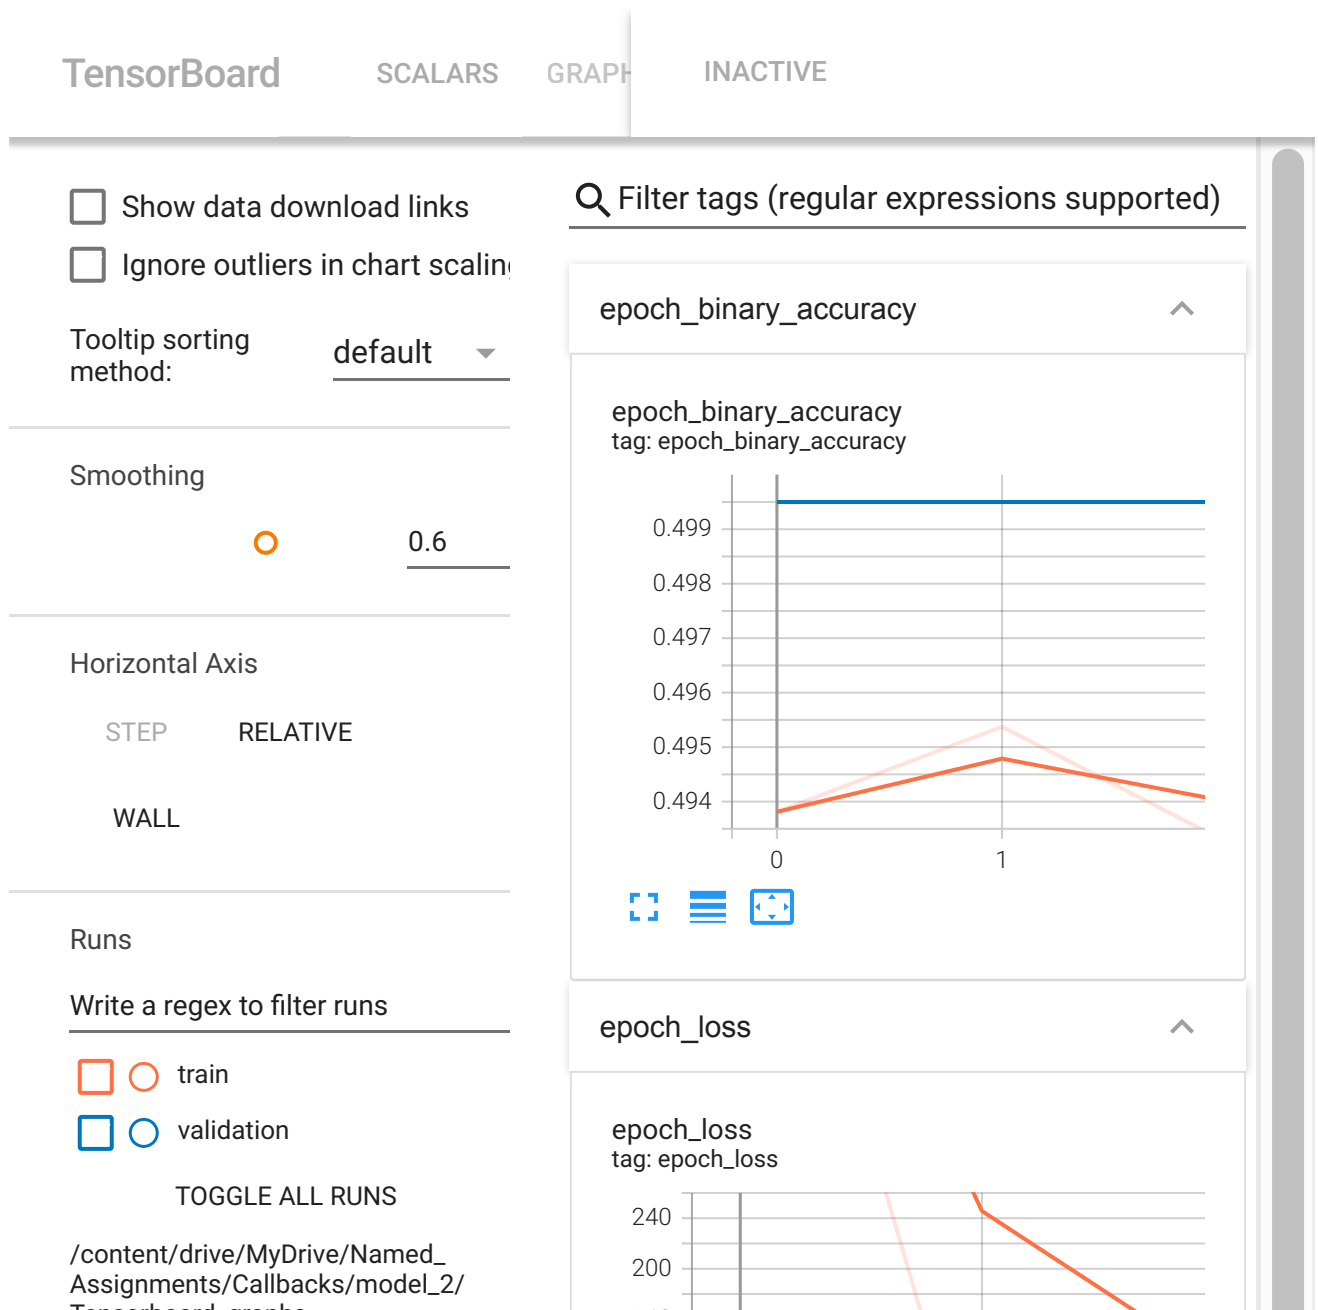 TensorBoard SCALARS GRAPH INACTIVE
Show data download links
Ignore outliers in chart scaling
Tooltip sorting
method:
default
Smoothing
0.6
Horizontal Axis
STEP RELATIVE
WALL
Runs
Write a regex to filter runs
train
validation
TOGGLE ALL RUNS
/content/drive/MyDrive/Named_
Assignments/Callbacks/model_2/
Filter tags (regular expressions supported)
epoch_binary_accuracy
epoch_binary_accuracy
tag: epoch_binary_accuracy
0.499
0.498
0.497
0.496
0.495
0.494
0 1
epoch_loss
epoch_loss
tag: epoch_loss
240
200